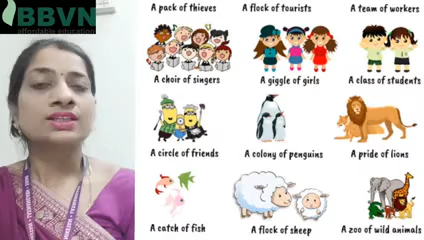 BBVN
affordable education
A pack of thieves
A flock of tourists
A team of workers
A choir of singers
A giggle of girls
A class of students
A circle of friends
A colony of penguins
A pride of lions
A catch of fish
A flock of sheep
A zoo of wild animals